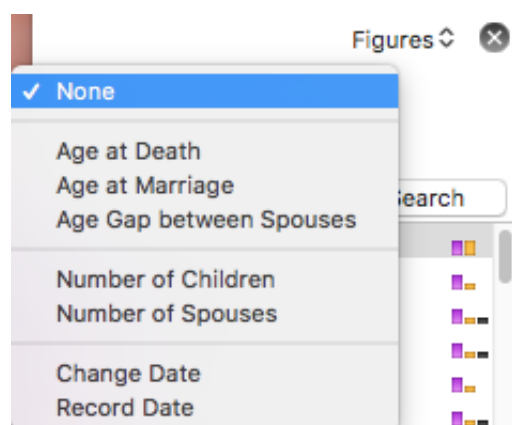 Figures
None
Age at Death
Age at Marriage
Search
Age Gap between Spouses
Number of Children
Number of Spouses
Change Date
Record Date